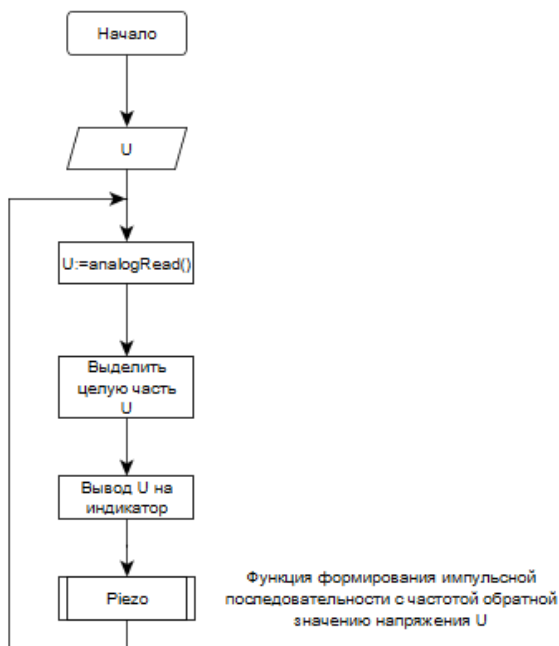 Начало
U
U:=analogRead()
Выделить
целую часть
U
Вывод U на
индикатор
Piezo
Функция формирования импульсной
последовательности с частотой обратной
значению напряжения U